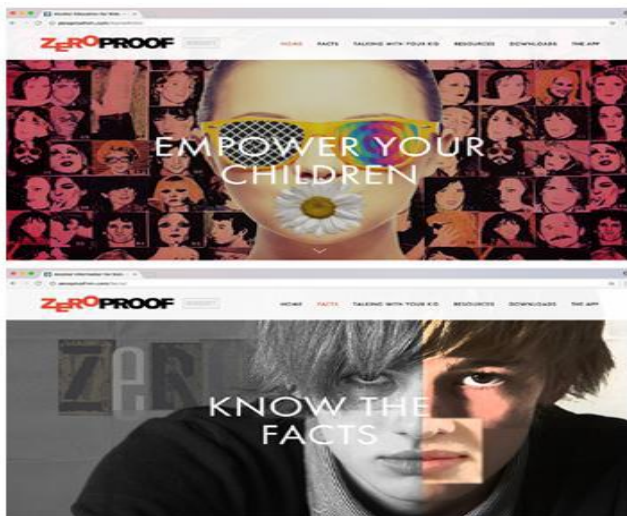 ZEROPROOF
HOME FACTS TALKING WITH YOUR KID RESOURCES DOWNLOADS THE APP
EMPOWER YOUR
CHILDREN
ZEROPROOF
HOME FACTS TALKING WITH YOUR KID RESOURCES DOWNLOADS THE APP
ZER
KNOW THE
FACTS